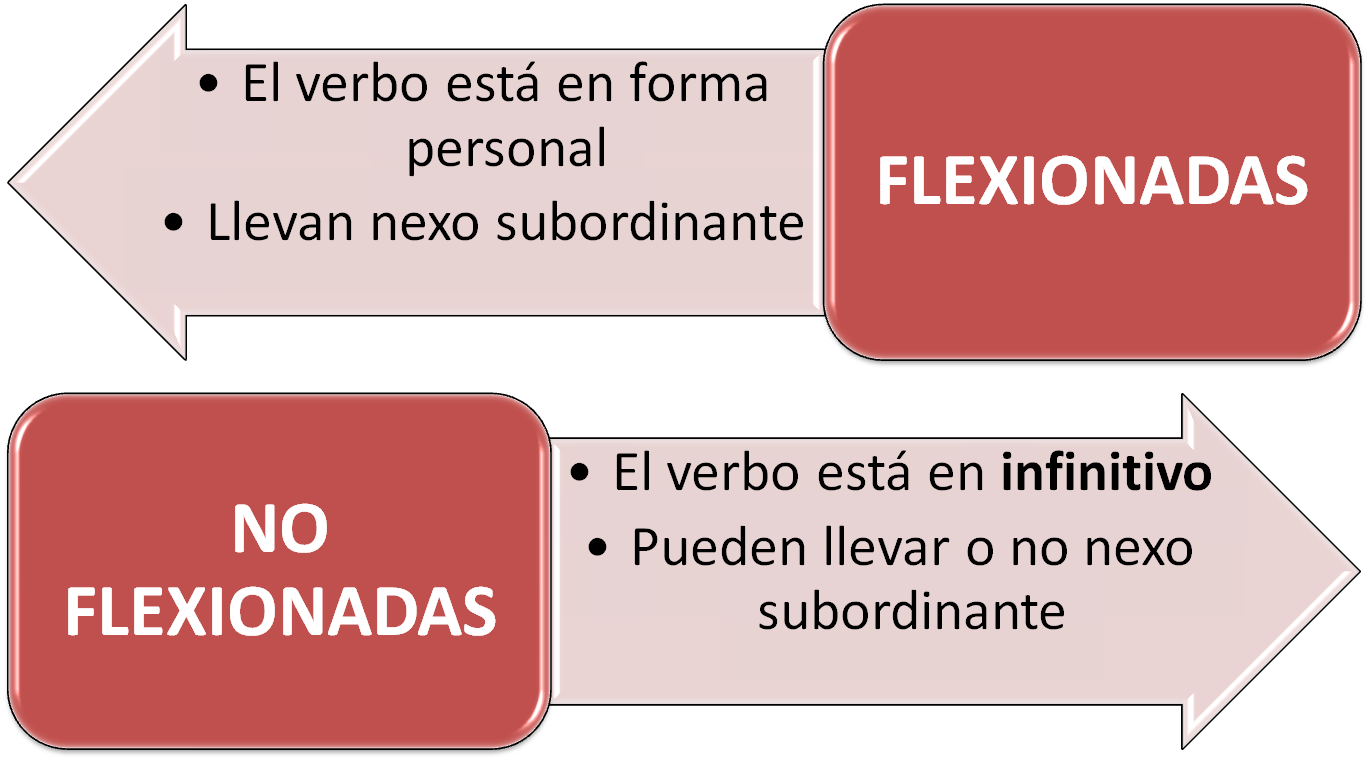 • El verbo está en forma
personal
• Llevan nexo subordinante
FLEXIONADAS
NO
FLEXIONADAS
• El verbo está en infinitivo
• Pueden llevar o no nexo
subordinante